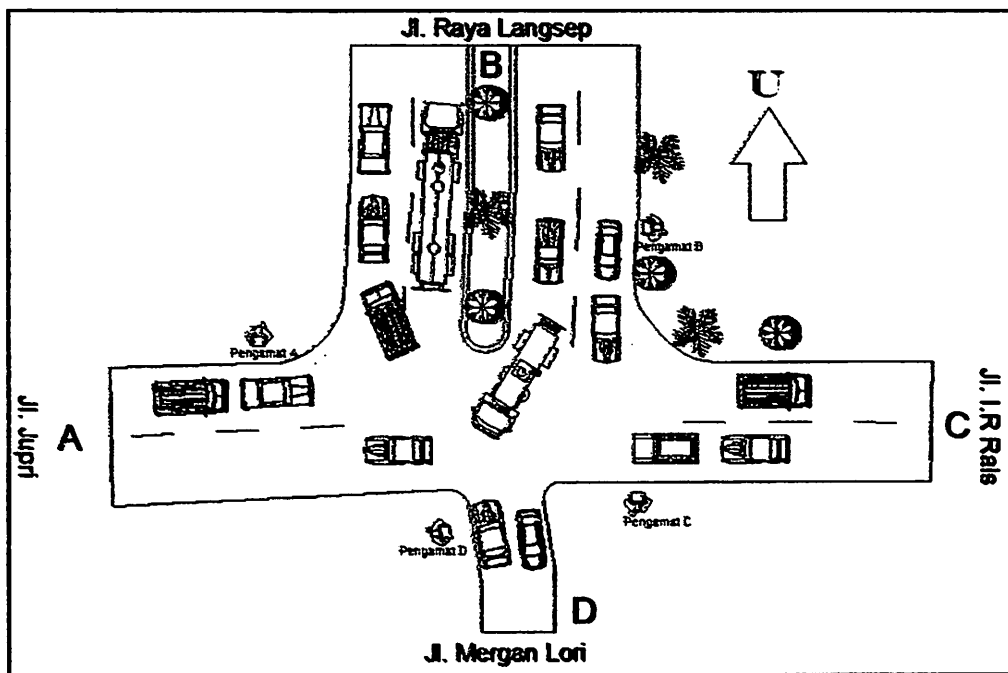 Jl. Raya Langsep
B
U
Pengamat B
Pengamat A
Jl. Jupri
A
C
Jl. I.R Rais
Pengamat C
Pengamat D
D
Jl. Mergan Lori